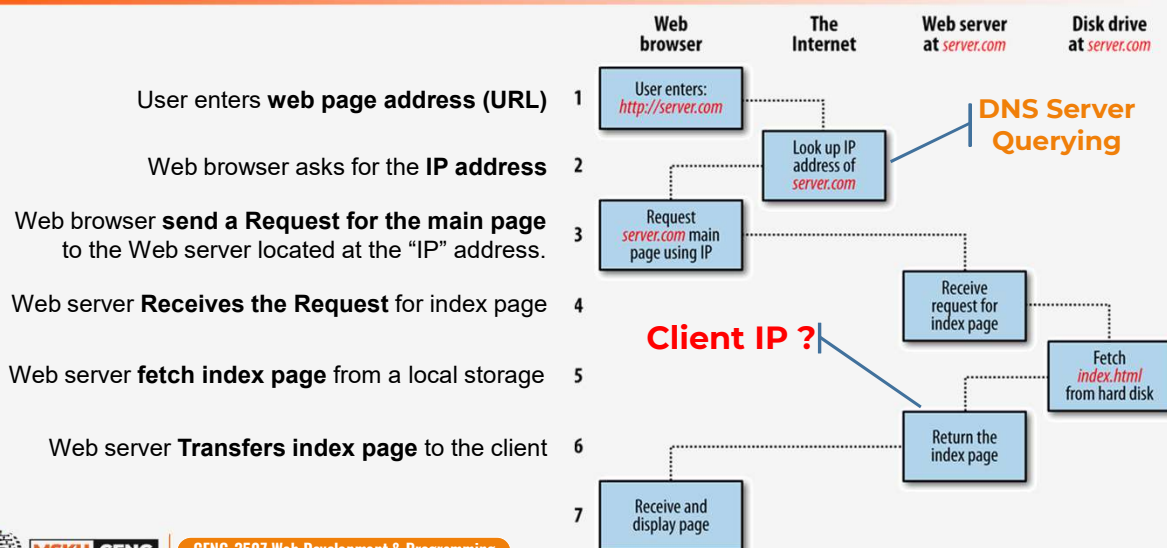 Web browser
The Internet
Web server at server.com
Disk drive at server.com
User enters web page address (URL)
1
User enters:
http://server.com
DNS Server
Querying
Web browser asks for the IP address
2
Look up IP
address of
server.com
Web browser send a Request for the main page
to the Web server located at the “IP” address.
3
Request
server.com main
page using IP
Web server Receives the Request for index page
4
Receive
request for
index page
Client IP ?
Web server fetch index page from a local storage
5
Fetch
index.html
from hard disk
Web server Transfers index page to the client
6
Return the
index page
7
Receive and
display page